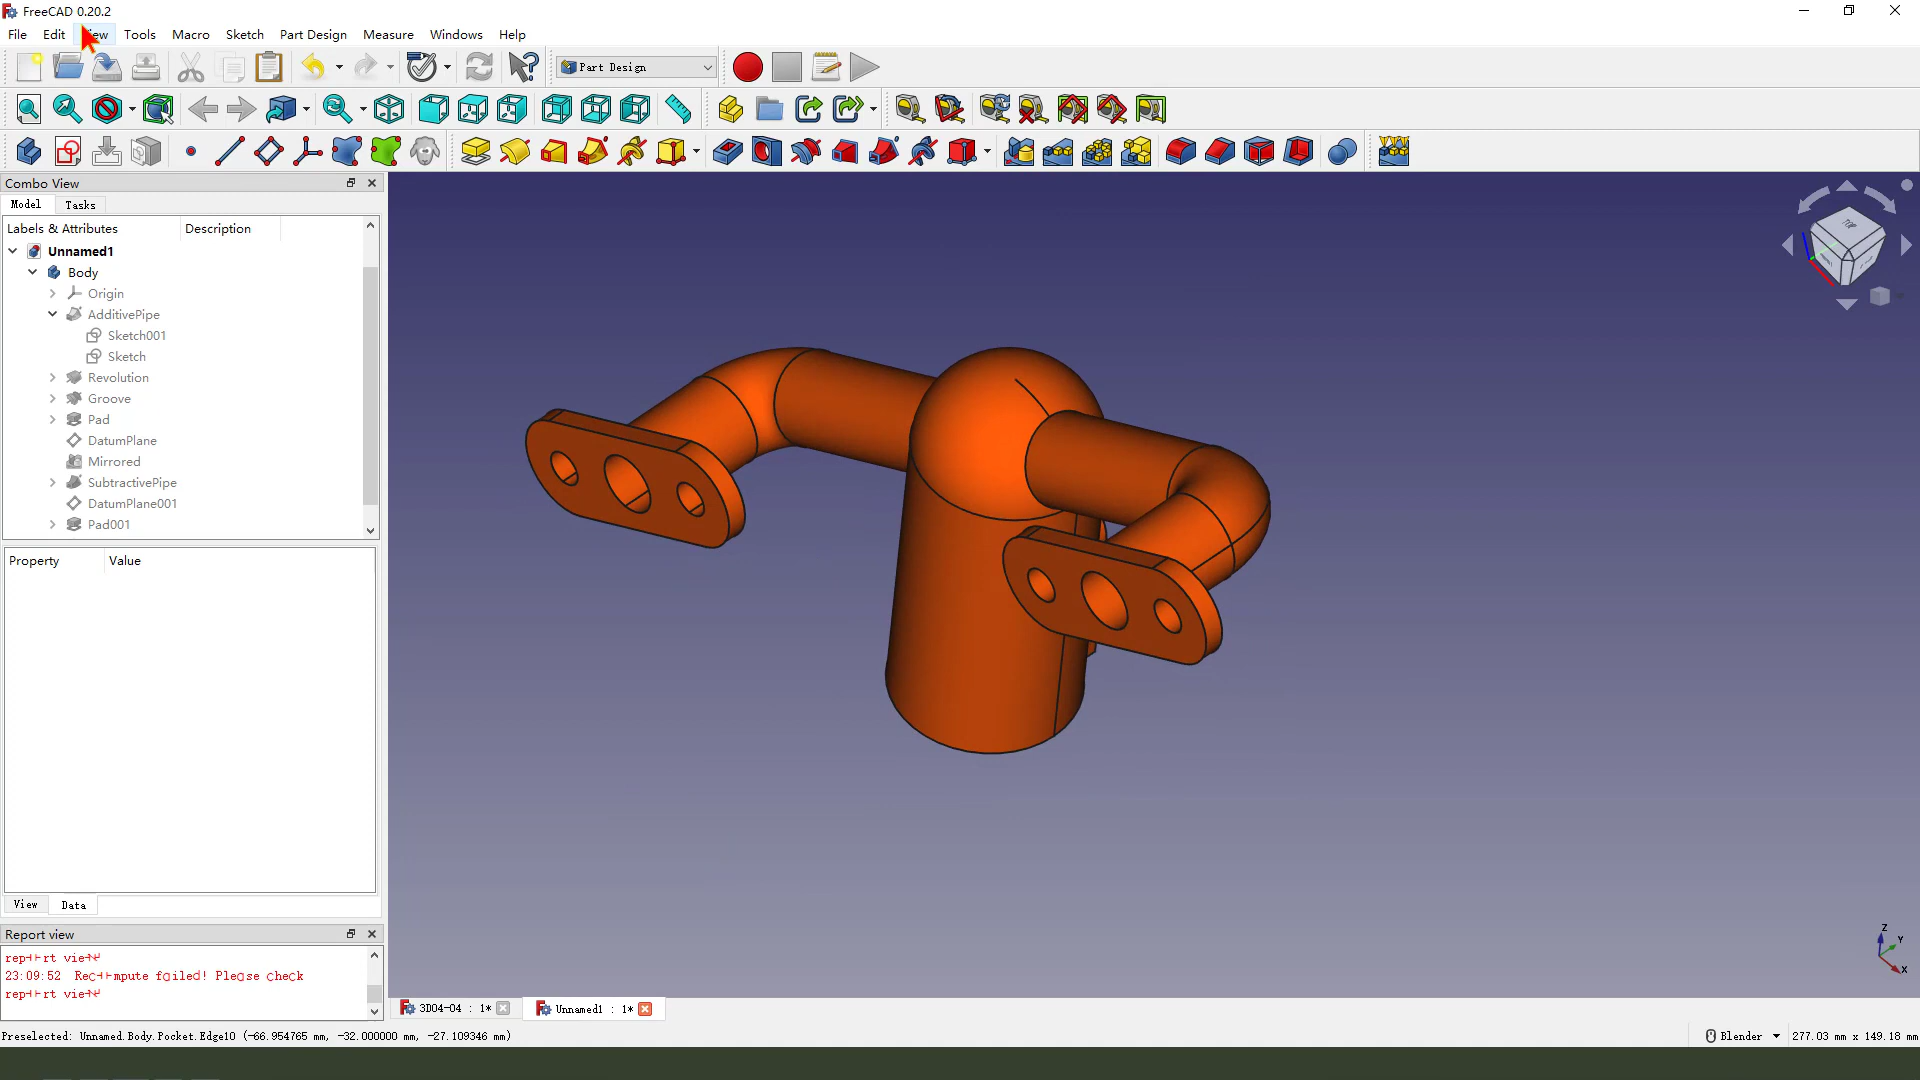 FreeCAD 0.20.2
File Edit View Tools Macro Sketch Part Design Measure Windows Help
Part Design
Combo View
Model Tasks
Labels & Attributes Description
Unnamed1
Body
Origin
AdditivePipe
Sketch001
Sketch
Revolution
Groove
Pad
DatumPlane
Mirrored
SubtractivePipe
DatumPlane001
Pad001
Property Value
View Data
Report view
23:09:52
3D04-04 : 1*
Unnamed1 : 1*
Preselected: Unnamed.Body.Pocket.Edge10 (-66.954765 mm, -32.000000 mm, -27.109346 mm)
Blender 277.03 mm x 149.18 mm
Z
Y
X